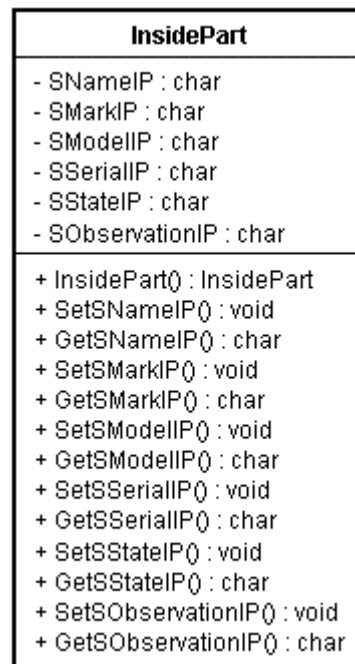 InsidePart
- SNameIP : char
- SMarkIP : char
- SModelIP : char
- SSerialIP : char
- SStateIP : char
- SObservationIP : char
+ InsidePart() : InsidePart
+ SetSNameIP() : void
+ GetSNameIP() : char
+ SetSMarkIP() : void
+ GetSMarkIP() : char
+ SetSModelIP() : void
+ GetSModelIP() : char
+ SetSSerialIP() : void
+ GetSSerialIP() : char
+ SetSStateIP() : void
+ GetSStateIP() : char
+ SetSObservationIP() : void
+ GetSObservationIP() : char